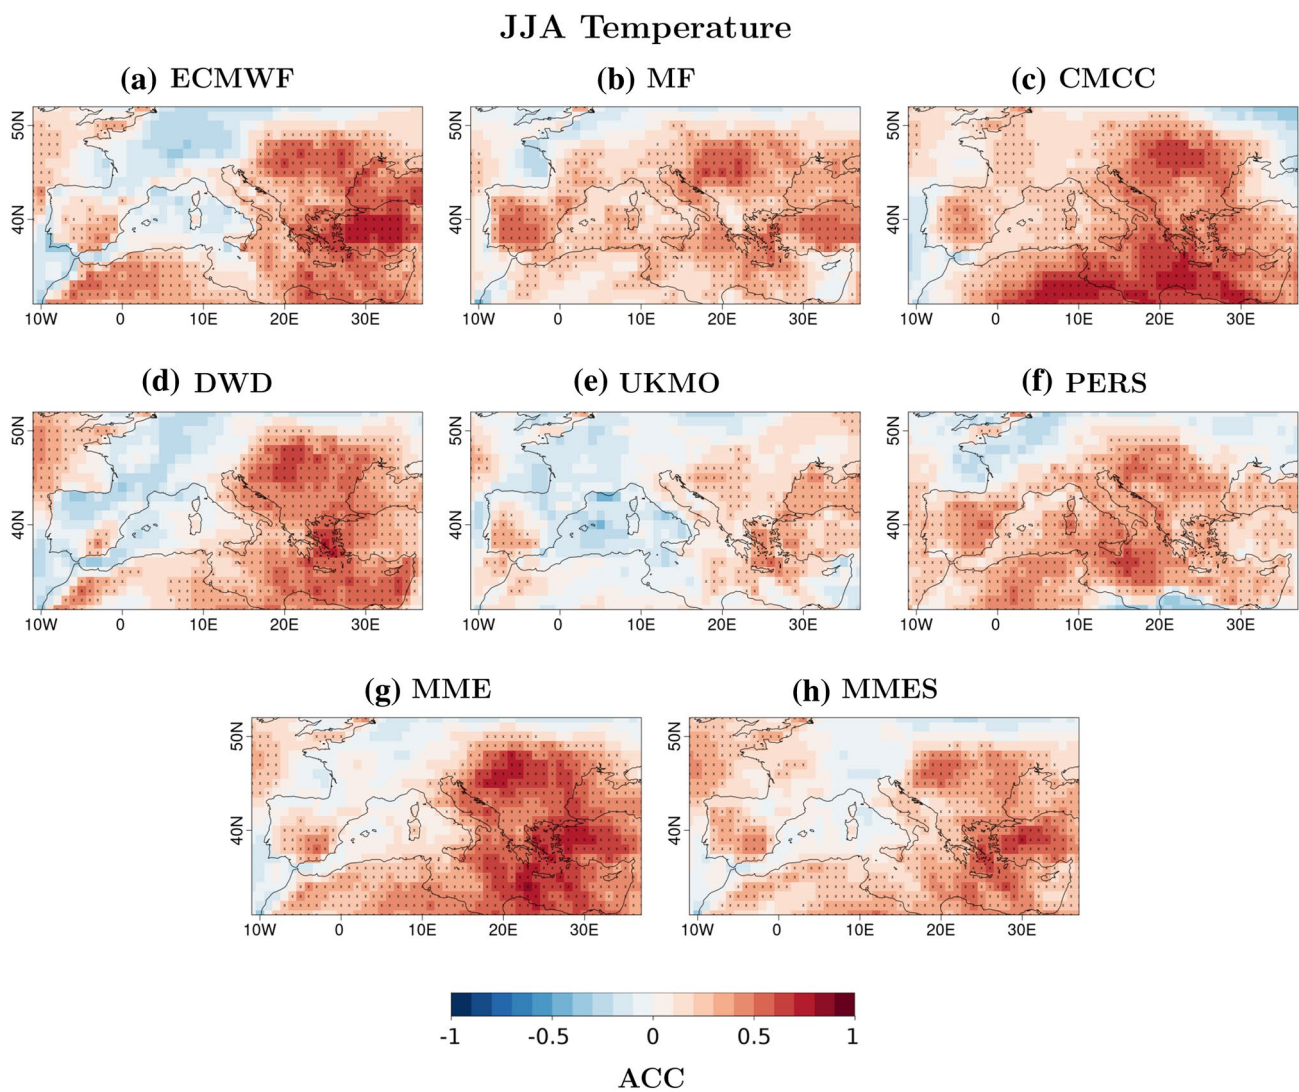 JJA Temperature
(a) ECMWF
(b) MF
(c) CMCC
50N
40N
10W 0 10E 20E 30E
50N
40N
10W 0 10E 20E 30E
50N
40N
10W 0 10E 20E 30E
(d) DWD
(e) UKMO
(f) PERS
50N
40N
10W 0 10E 20E 30E
50N
40N
10W 0 10E 20E 30E
50N
40N
10W 0 10E 20E 30E
(g) MME
(h) MMES
50N
40N
10W 0 10E 20E 30E
50N
40N
10W 0 10E 20E 30E
-1 -0.5 0 0.5 1
ACC